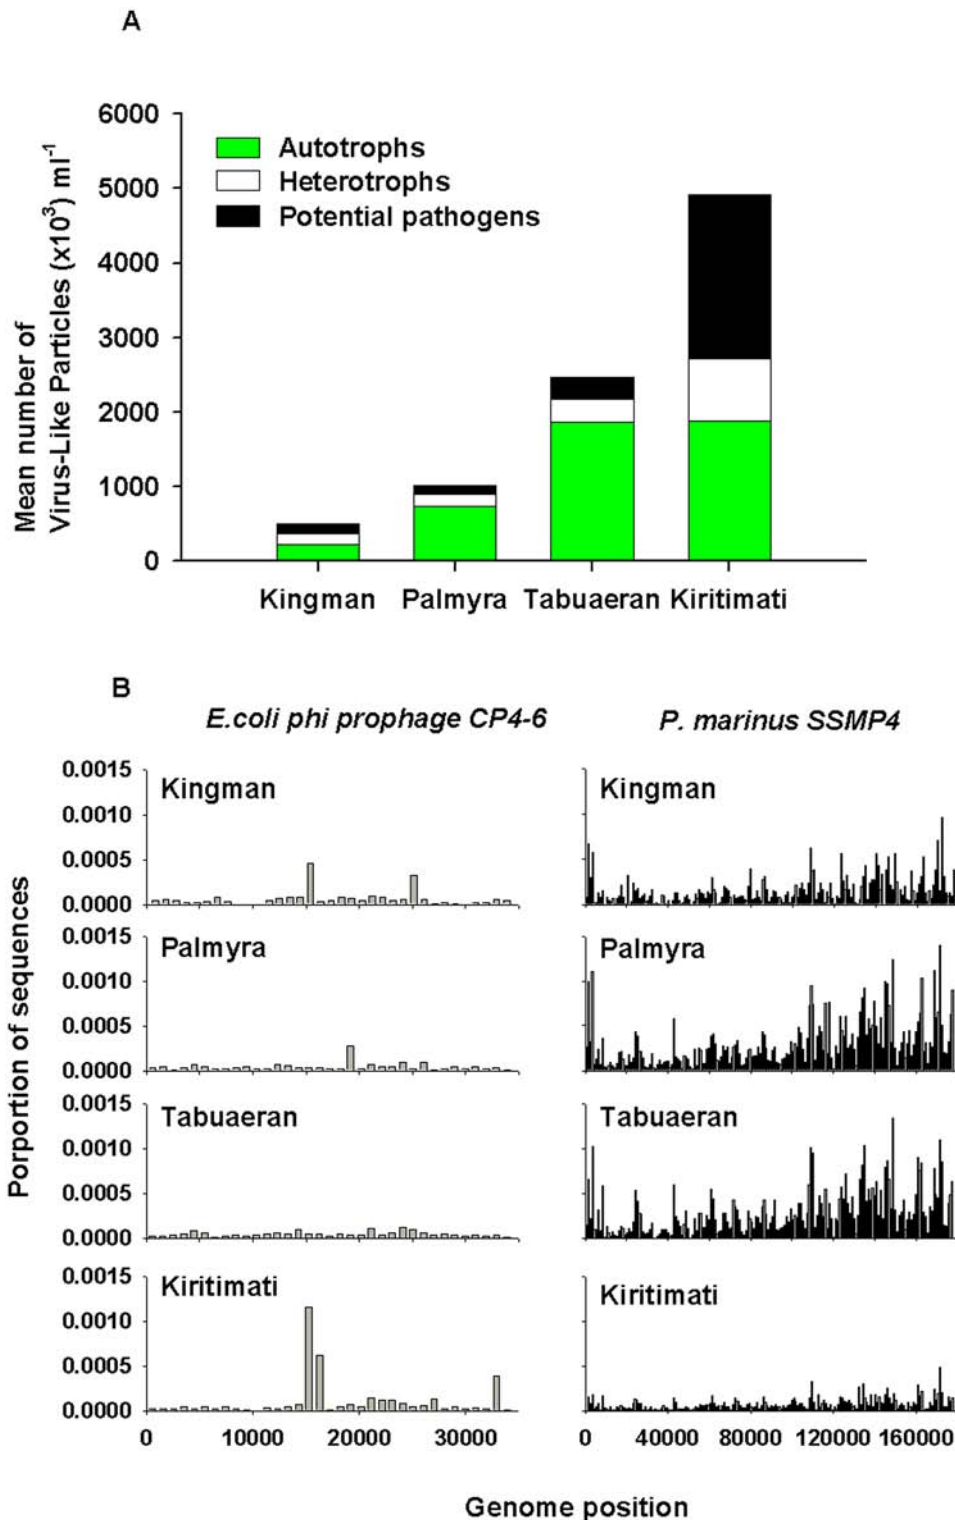 A
6000
5000
4000
3000
2000
1000
0
Mean number of
Virus-Like Particles (x10³) ml⁻¹
Autotrophs
Heterotrophs
Potential pathogens
Kingman Palmyra Tabuaeran Kiritimati
B
E.coli phi prophage CP4-6
P. marinus SSMP4
Porportion of sequences
0.0015
0.0010
0.0005
0.0000
Kingman
Kingman
0.0015
0.0010
0.0005
0.0000
Palmyra
Palmyra
0.0015
0.0010
0.0005
0.0000
Tabuaeran
Tabuaeran
0.0015
0.0010
0.0005
0.0000
Kiritimati
Kiritimati
0 10000 20000 30000
0 40000 80000 120000 160000
Genome position